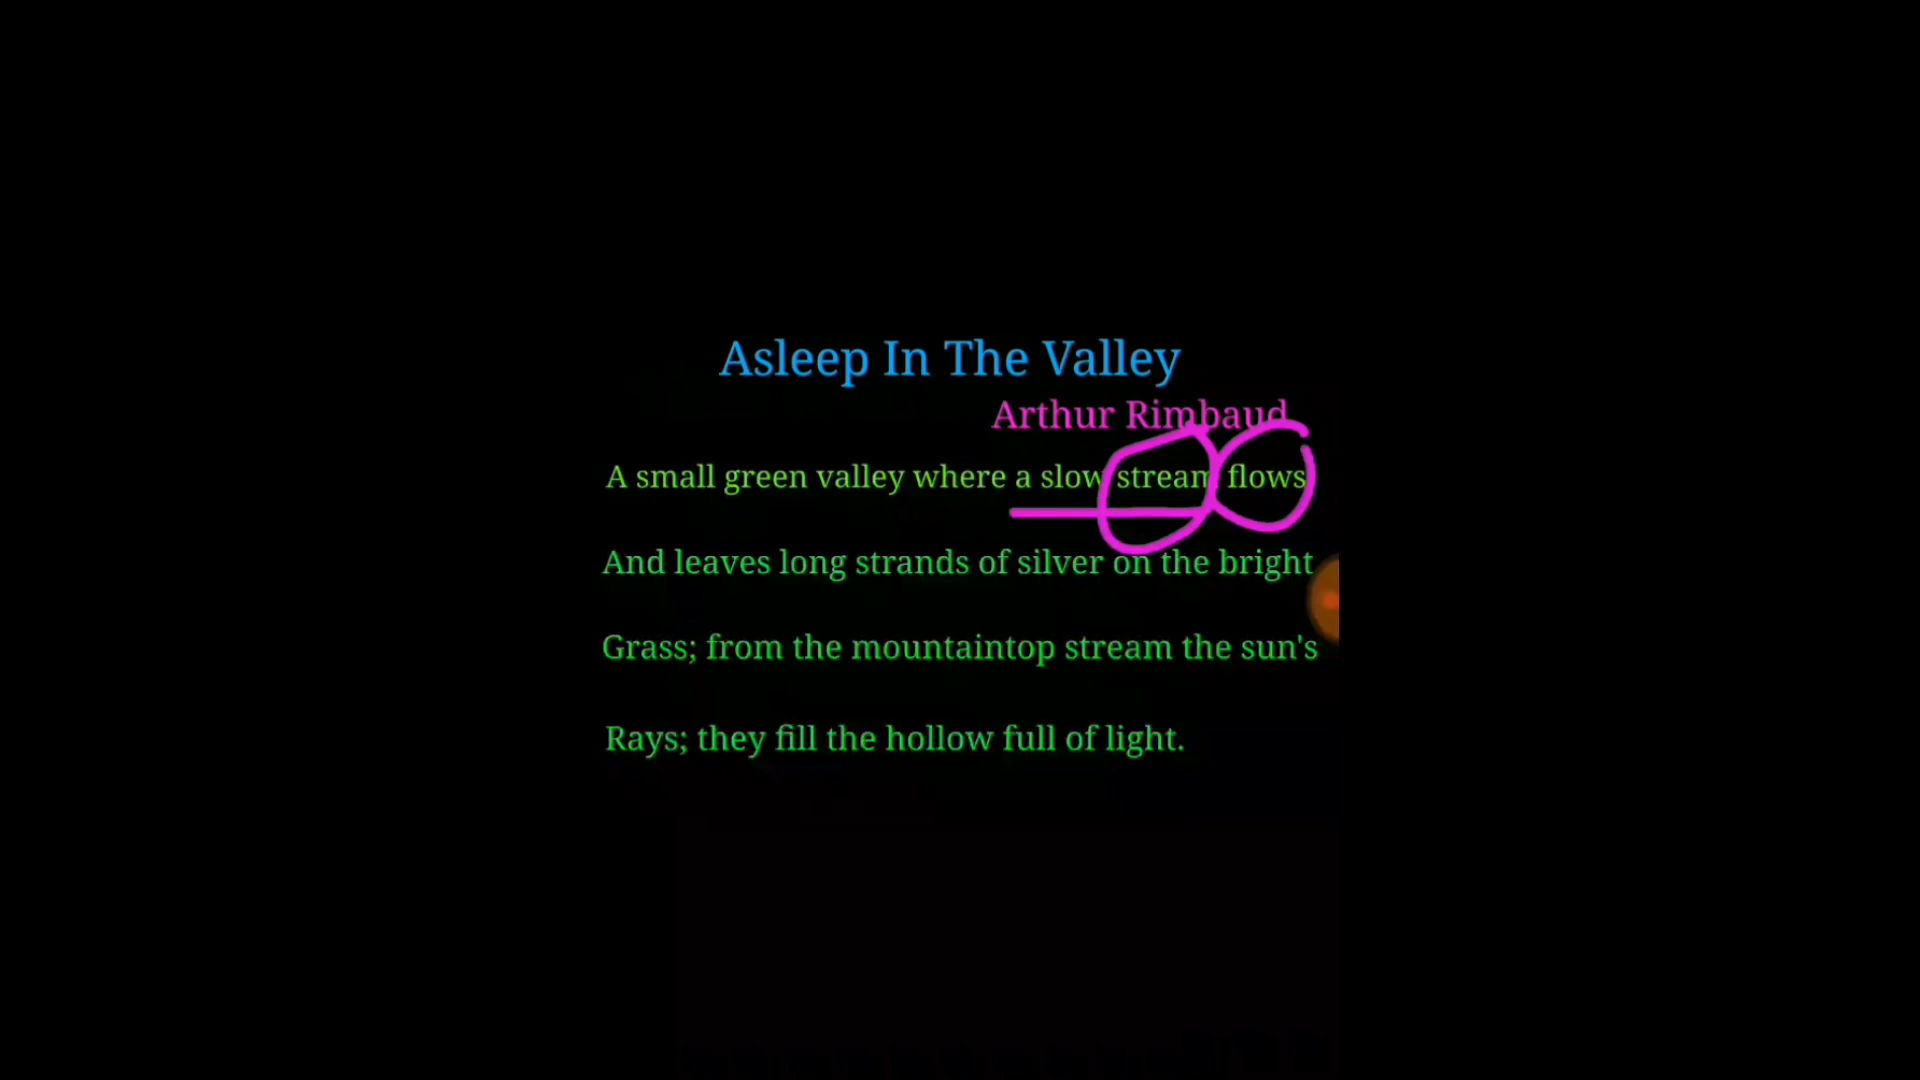 Asleep In The Valley
Arthur Rimbaud
A small green valley where a slow stream flows
And leaves long strands of silver on the bright
Grass; from the mountaintop stream the sun's
Rays; they fill the hollow full of light.